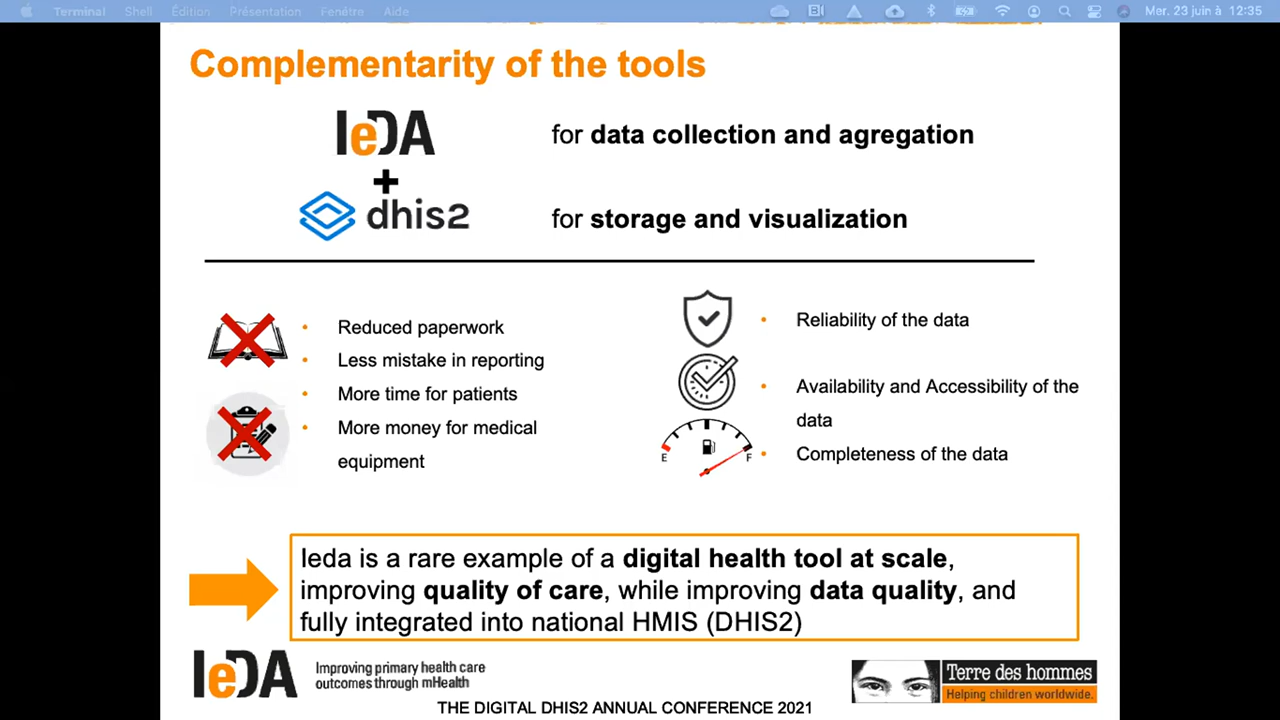 Terminal Shell Édition Présentation Fenêtre Aide Mer. 23 juin à 12:35
Complementarity of the tools
IeDA for data collection and agregation
+
dhis2 for storage and visualization
Reduced paperwork
Less mistake in reporting
More time for patients
More money for medical
equipment
Reliability of the data
Availability and Accessibility of the
data
Completeness of the data
E F
Ieda is a rare example of a digital health tool at scale,
improving quality of care, while improving data quality, and
fully integrated into national HMIS (DHIS2)
IeDA
Improving primary health care
outcomes through mHealth
Terre des hommes
Helping children worldwide.
THE DIGITAL DHIS2 ANNUAL CONFERENCE 2021